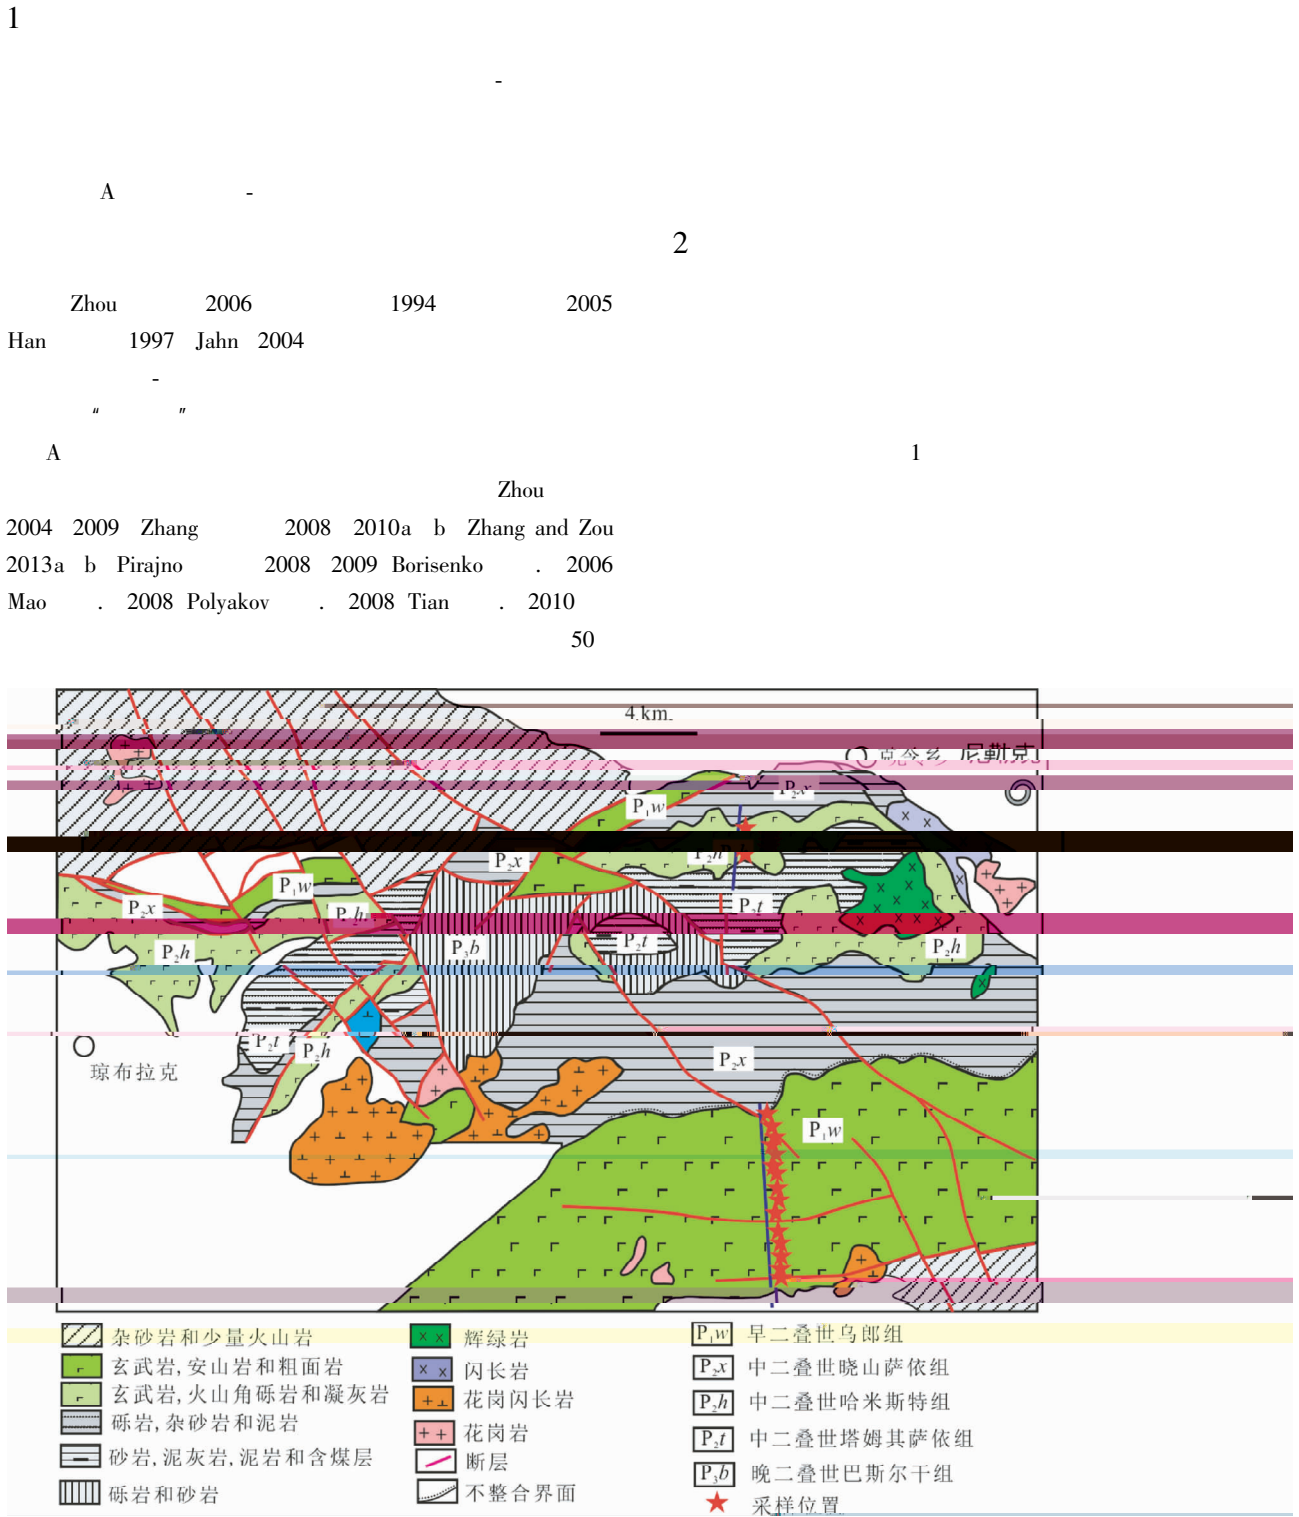 1
-
A -
2
Zhou 2006 1994 2005
Han 1997 Jahn 2004
-
“ ”
A 1
Zhou
2004 2009 Zhang 2008 2010a b Zhang and Zou
2013a b Pirajno 2008 2009 Borisenko . 2006
Mao . 2008 Polyakov . 2008 Tian . 2010
50
4 km
克令乡 尼勒克
P₂x
P₁w
P₂h
P₂x
P₁w
P₂x
P₂h
P₂t
P₂h
P₃b
P₂t
P₂h
P₂t
P₂h
P₂x
琼布拉克
P₁w
杂砂岩和少量火山岩
玄武岩,安山岩和粗面岩
玄武岩,火山角砾岩和凝灰岩
砾岩,杂砂岩和泥岩
砂岩,泥灰岩,泥岩和含煤层
砾岩和砂岩
辉绿岩
闪长岩
花岗闪长岩
花岗岩
断层
不整合界面
P₁w 早二叠世乌郎组
P₂x 中二叠世晓山萨依组
P₂h 中二叠世哈米斯特组
P₂t 中二叠世塔姆其萨依组
P₃b 晚二叠世巴斯尔干组
采样位置